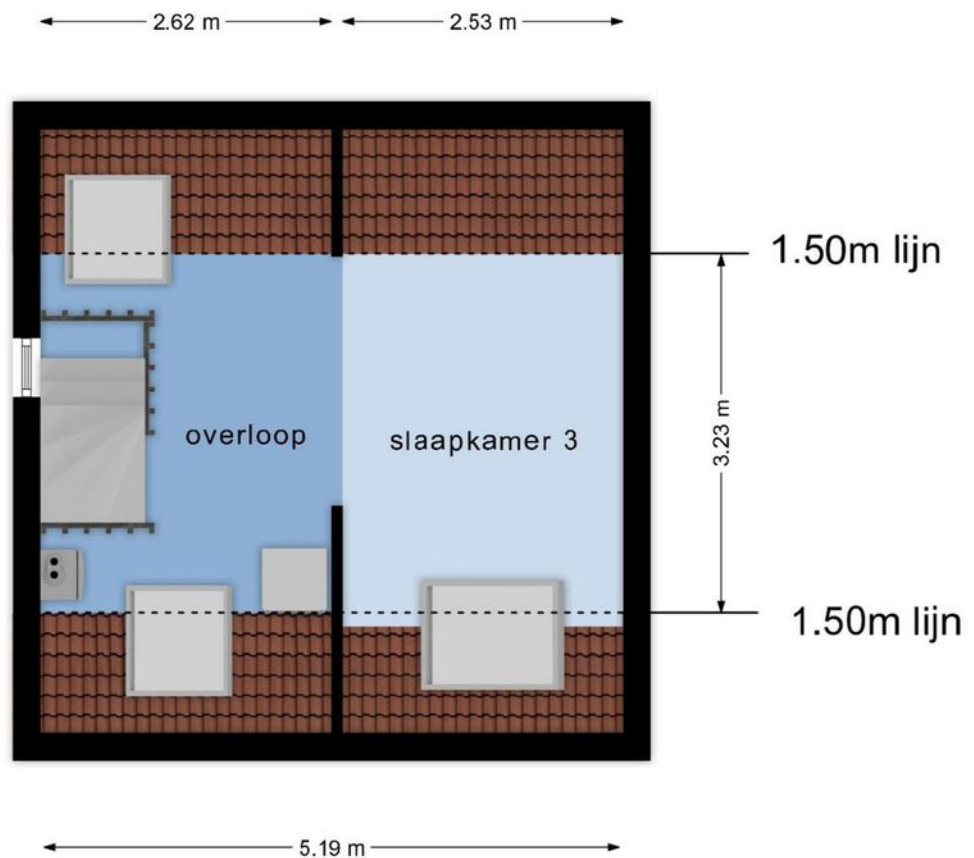 2.62 m
2.53 m
1.50m lijn
3.23 m
overloop
slaapkamer 3
1.50m lijn
5.19 m